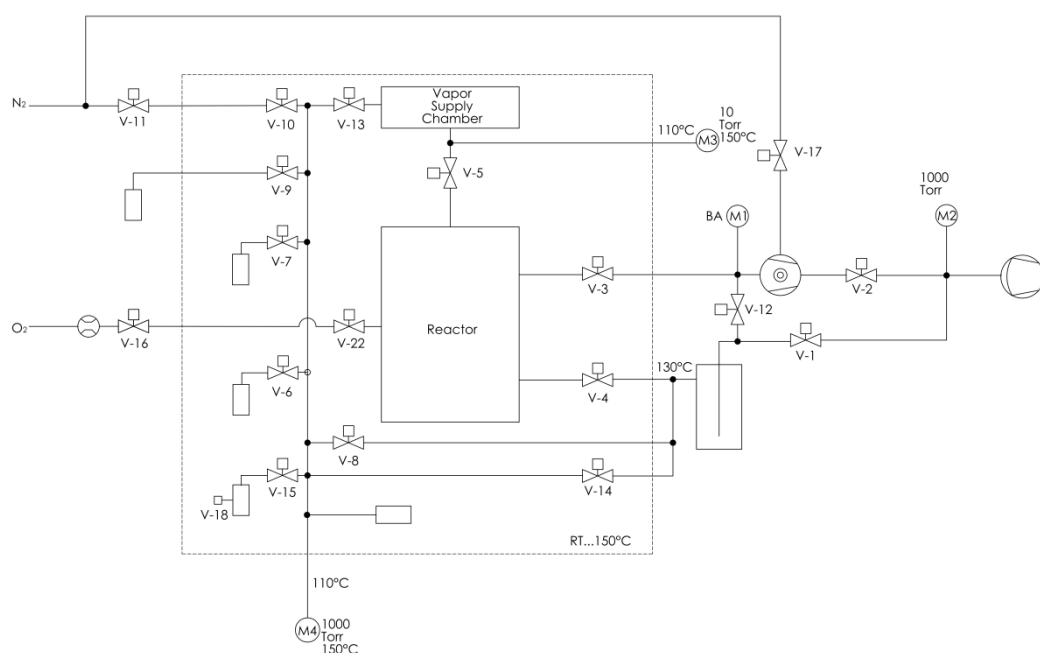 N₂
V-11
V-10
V-13
Vapor
Supply
Chamber
110°C
M3
10
Torr
150°C
V-17
V-9
V-5
1000
Torr
BA
M1
M2
V-7
V-3
V-2
V-12
O₂
V-16
V-22
Reactor
V-1
130°C
V-6
V-4
V-8
V-15
V-14
V-18
RT...150°C
110°C
M4
1000
Torr
150°C